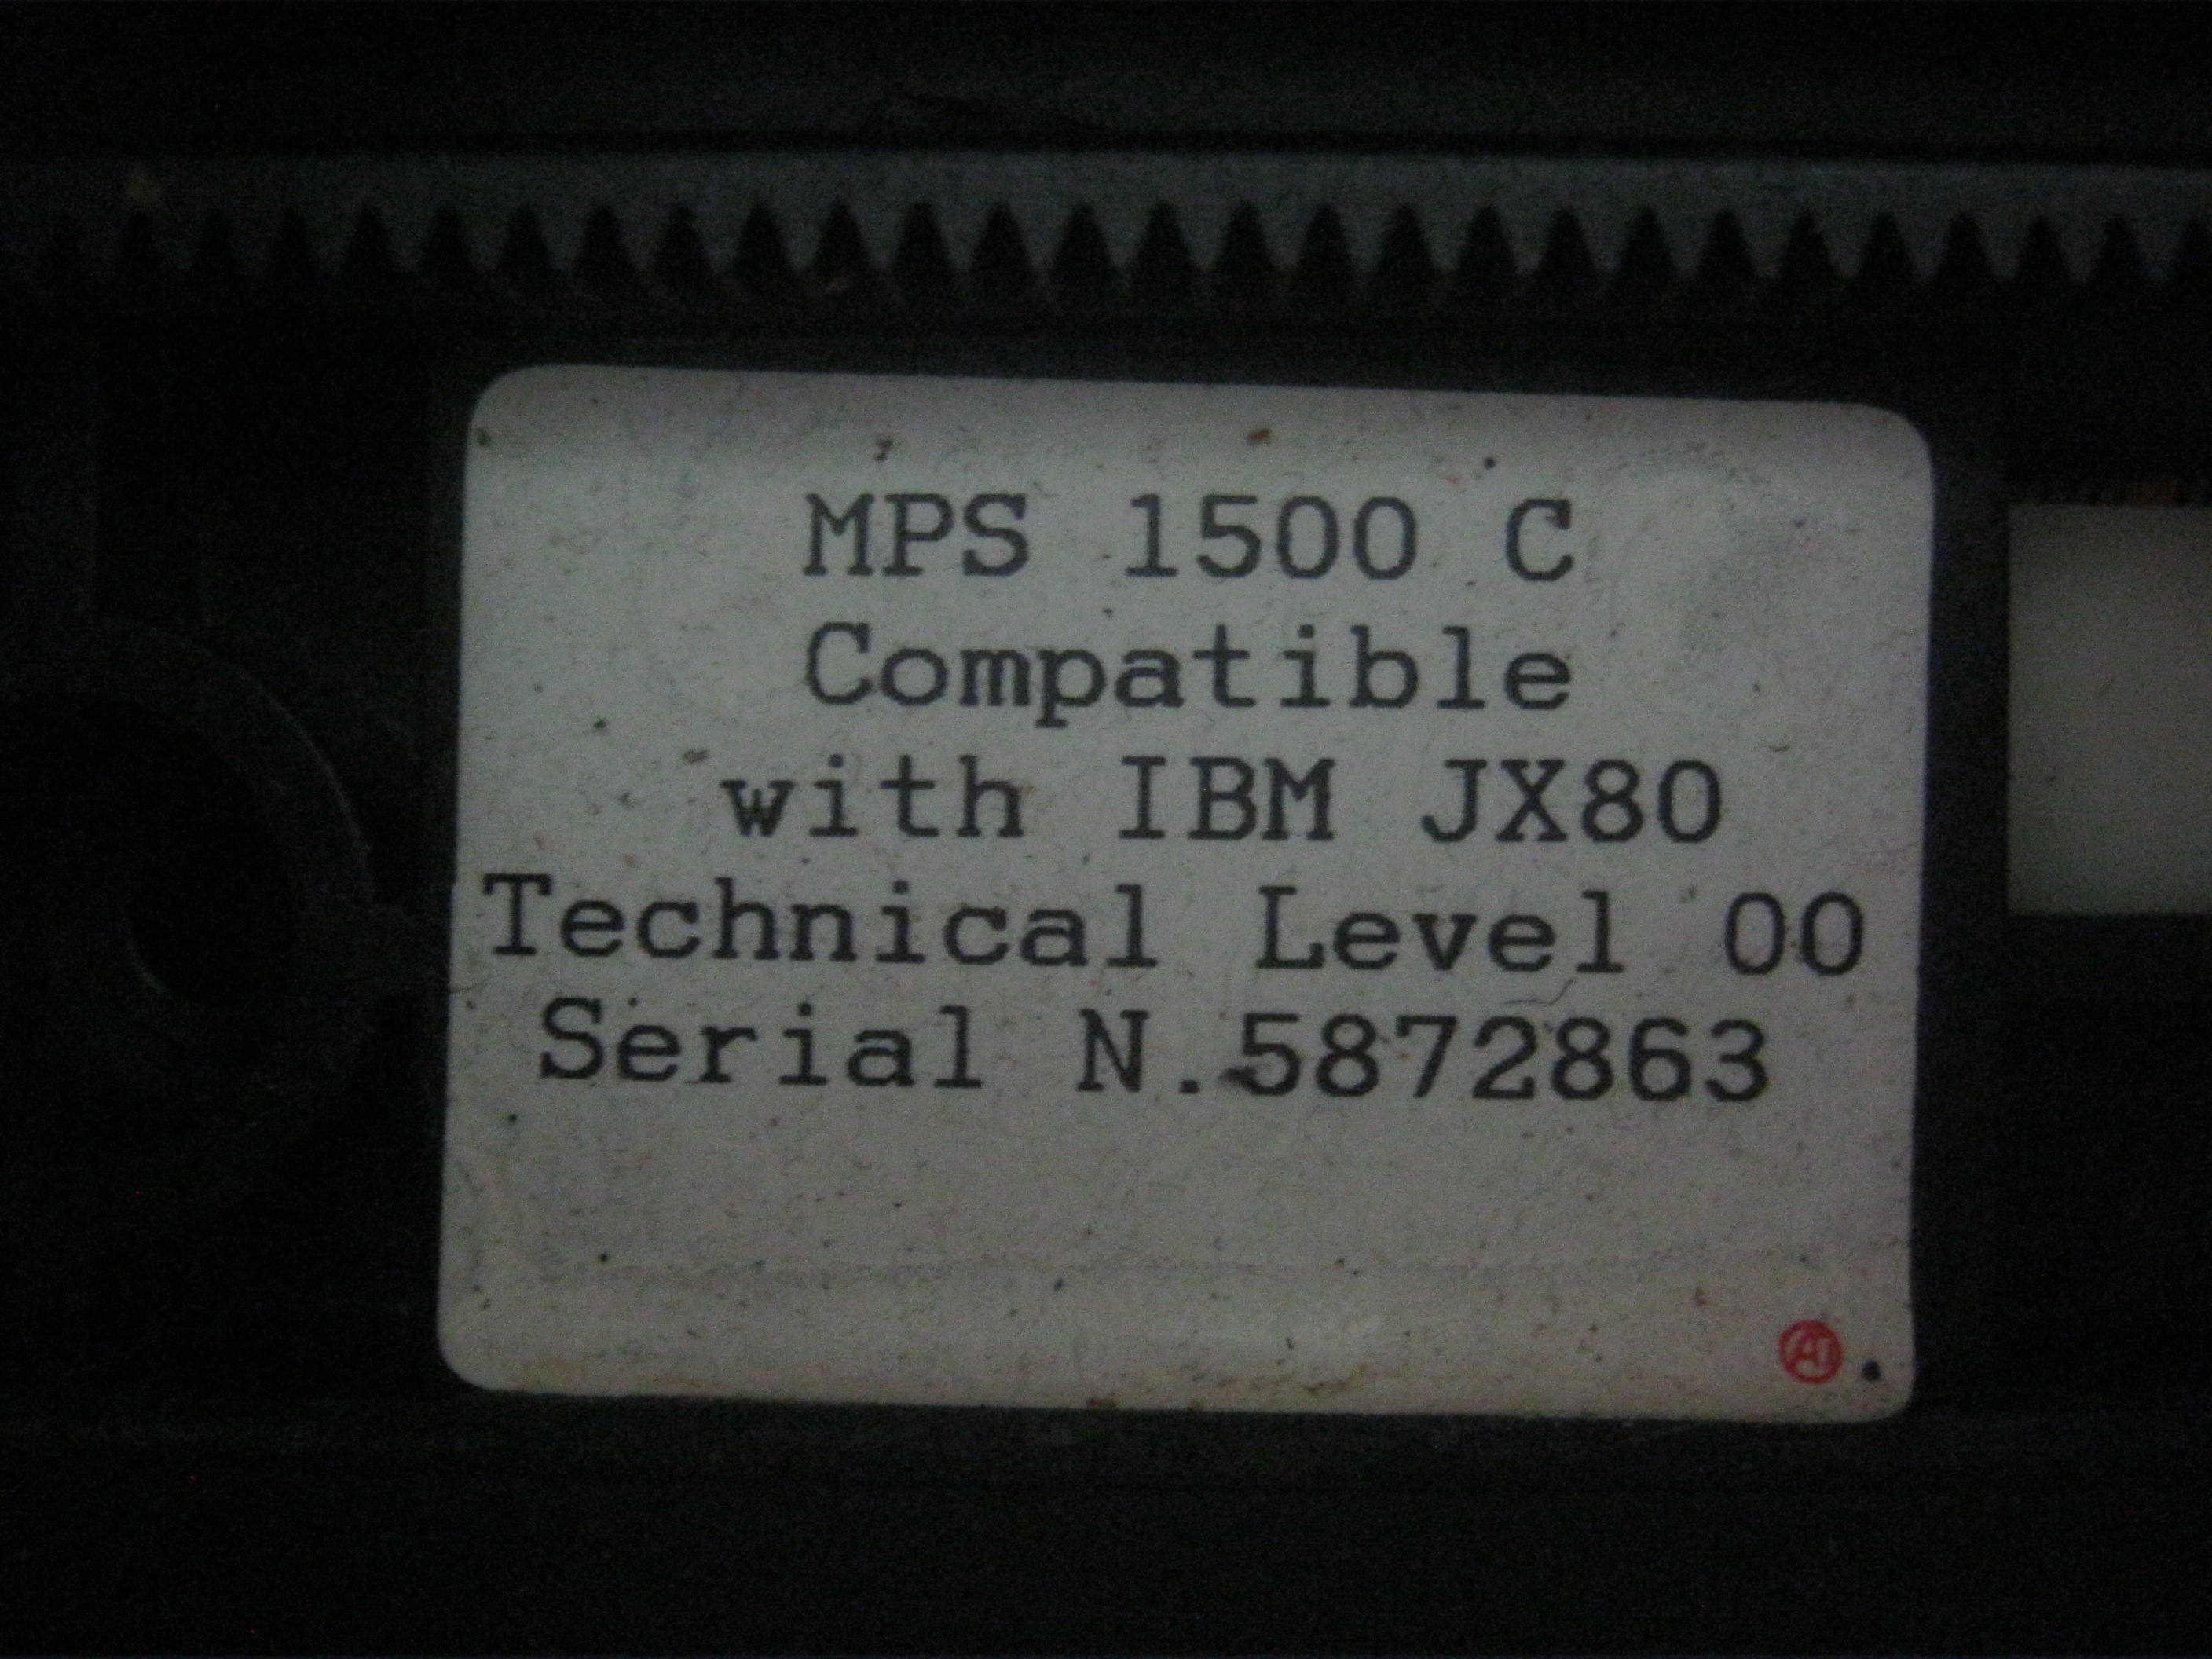 MPS 1500 C
Compatible
with IBM JX80
Technical Level 00
Serial N.5872863